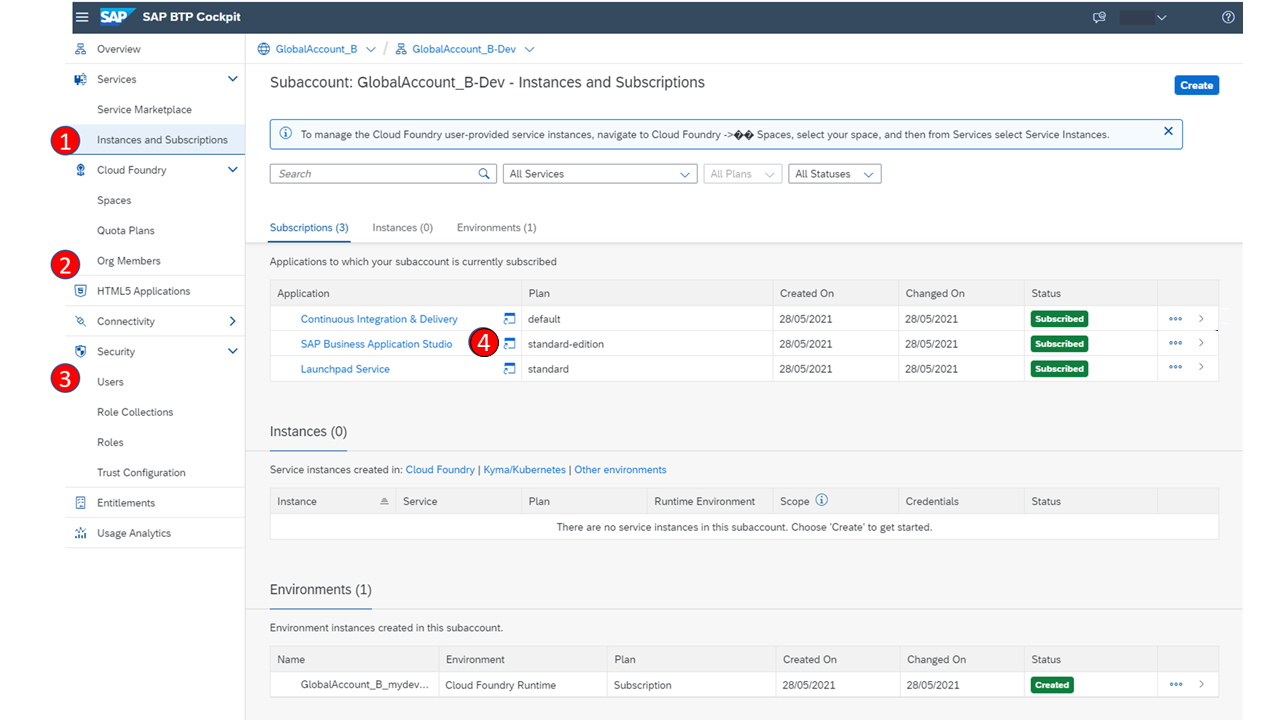 SAP SAP BTP Cockpit
Overview
Services
Service Marketplace
1 Instances and Subscriptions
Cloud Foundry
Spaces
Quota Plans
2 Org Members
HTML5 Applications
Connectivity
Security
3 Users
Role Collections
Roles
Trust Configuration
Entitlements
Usage Analytics
GlobalAccount_B / GlobalAccount_B-Dev
Subaccount: GlobalAccount_B-Dev - Instances and Subscriptions
Create
To manage the Cloud Foundry user-provided service instances, navigate to Cloud Foundry ->�� Spaces, select your space, and then from Services select Service Instances.
Search All Services All Plans All Statuses
Subscriptions (3) Instances (0) Environments (1)
Applications to which your subaccount is currently subscribed
Application Plan Created On Changed On Status
Continuous Integration & Delivery default 28/05/2021 28/05/2021 Subscribed
SAP Business Application Studio 4 standard-edition 28/05/2021 28/05/2021 Subscribed
Launchpad Service standard 28/05/2021 28/05/2021 Subscribed
Instances (0)
Service instances created in: Cloud Foundry | Kyma/Kubernetes | Other environments
Instance Service Plan Runtime Environment Scope Credentials Status
There are no service instances in this subaccount. Choose 'Create' to get started.
Environments (1)
Environment instances created in this subaccount.
Name Environment Plan Created On Changed On Status
GlobalAccount_B_mydev... Cloud Foundry Runtime Subscription 28/05/2021 28/05/2021 Created